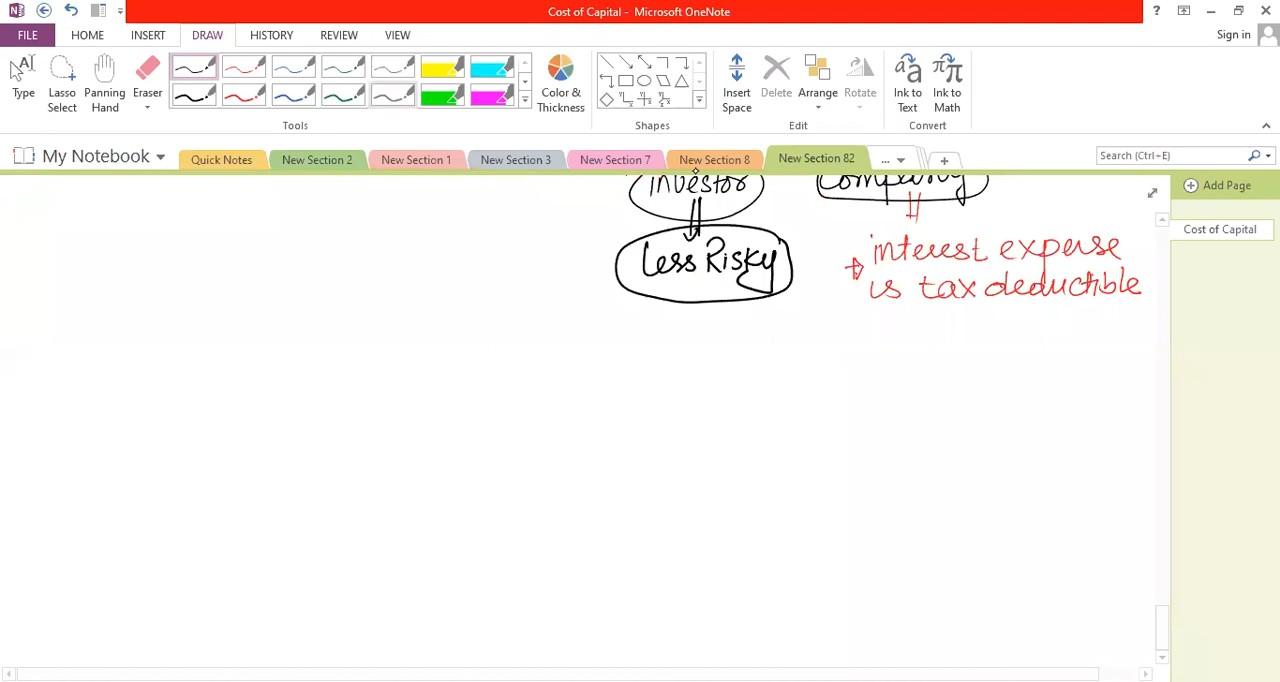 Cost of Capital - Microsoft OneNote
?
FILE HOME INSERT DRAW HISTORY REVIEW VIEW
Sign in
Type
Lasso Select
Panning Hand
Eraser
Color & Thickness
Insert Space
Delete
Arrange
Rotate
Ink to Text
Ink to Math
Tools
Shapes
Edit
Convert
My Notebook
Quick Notes
New Section 2
New Section 1
New Section 3
New Section 7
New Section 8
New Section 82
...
Search (Ctrl+E)
Add Page
Cost of Capital
investor
Company
less Risky
interest expense
is tax deductible